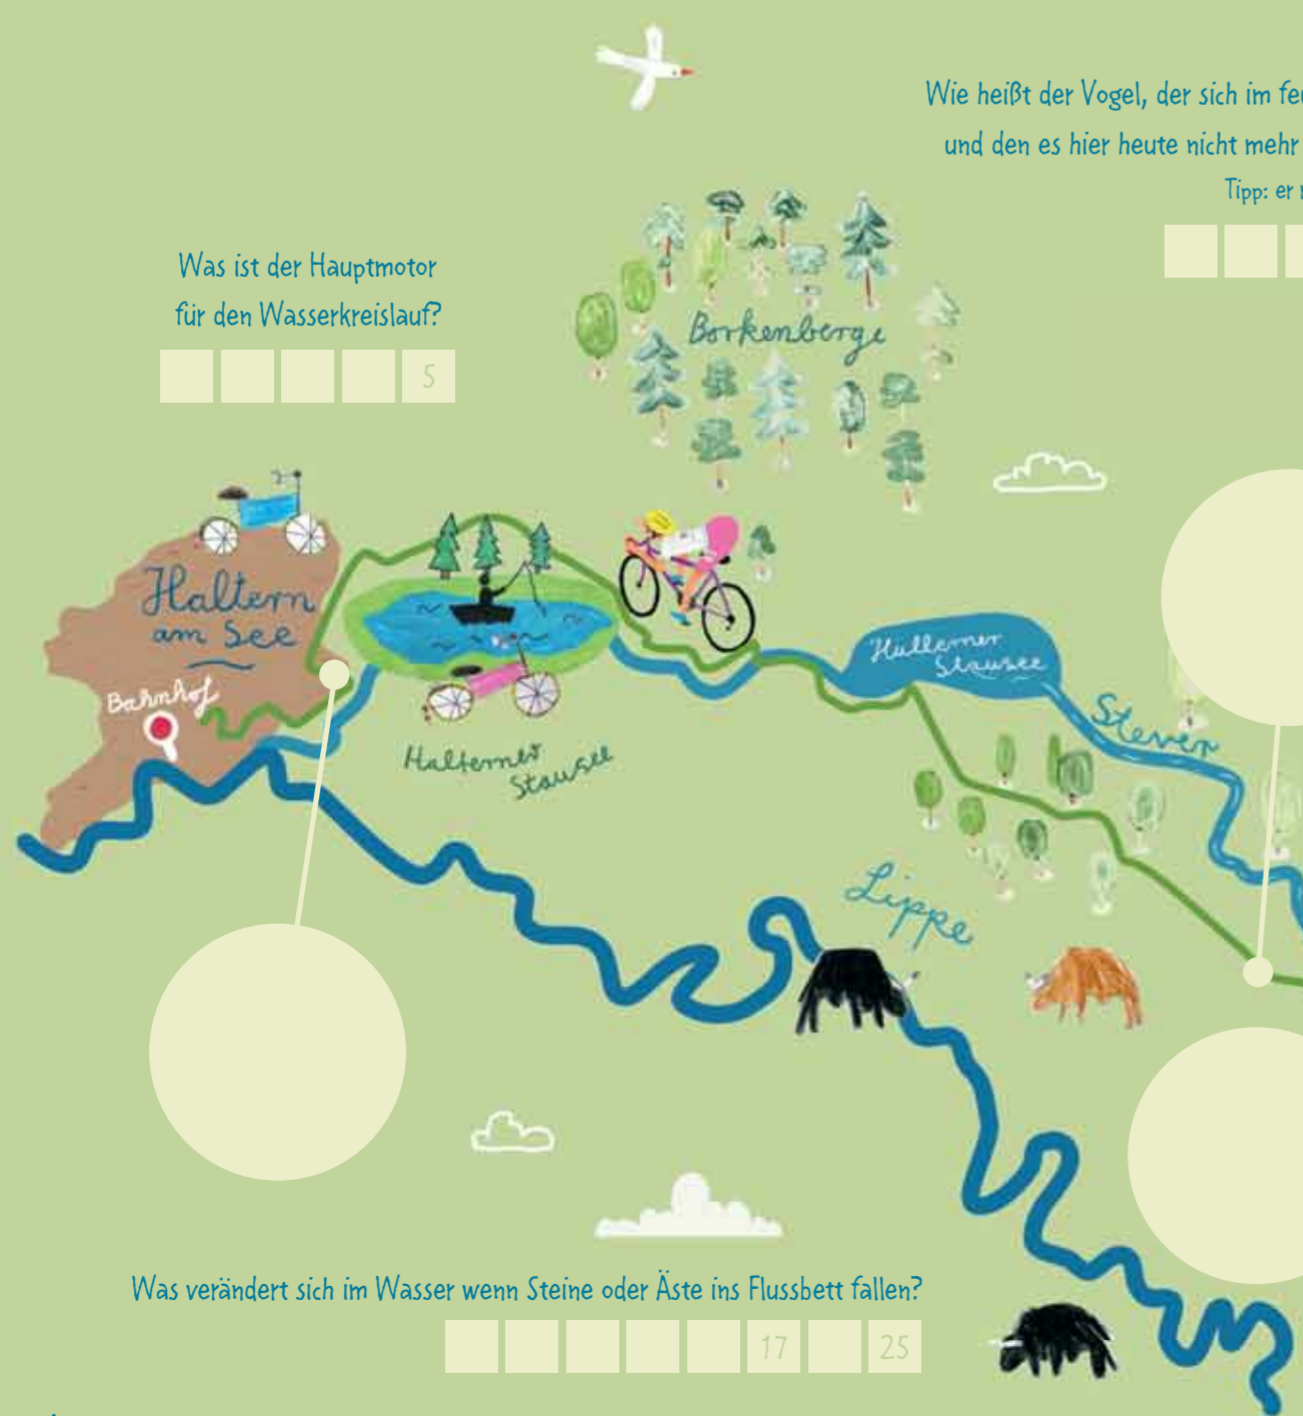 Wie heißt der Vogel, der sich im
und den es hier heute nicht mehr
Tipp: er
Was ist der Hauptmotor
für den Wasserkreislauf?
5
Borkenberge
Haltern
am See
Bahnhof
Halterner
Stausee
Hullerner
Stausee
Stever
Lippe
Was verändert sich im Wasser wenn Steine oder Äste ins Flussbett fallen?
17
25